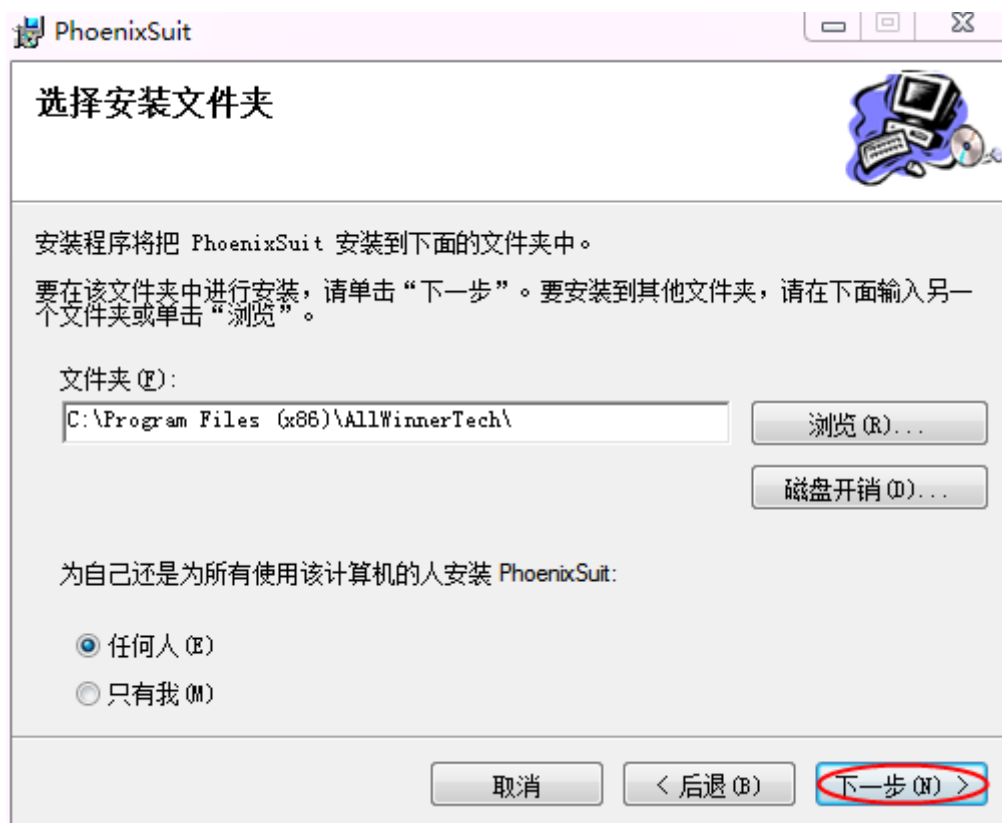 PhoenixSuit
选择安装文件夹
安装程序将把 PhoenixSuit 安装到下面的文件夹中。
要在该文件夹中进行安装，请单击“下一步”。要安装到其他文件夹，请在下面输入另一
个文件夹或单击“浏览”。
文件夹(F):
C:\Program Files (x86)\AllWinnerTech\
浏览(R)...
磁盘开销(D)...
为自己还是为所有使用该计算机的人安装 PhoenixSuit:
任何人(E)
只有我(M)
取消
< 后退(B)
下一步(N) >